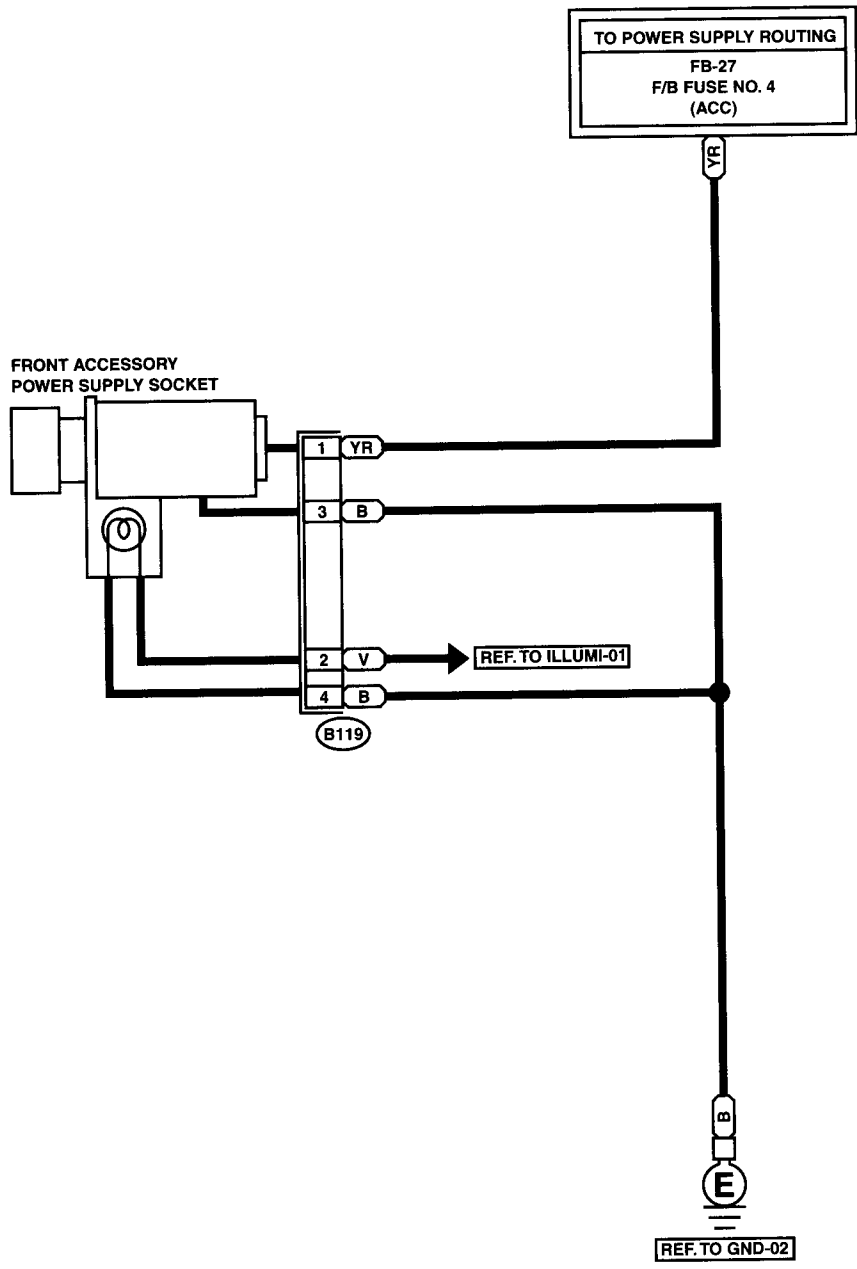 TO POWER SUPPLY ROUTING
FB-27
F/B FUSE NO. 4
(ACC)
YR
FRONT ACCESSORY
POWER SUPPLY SOCKET
1 YR
3 B
2 V
REF. TO ILLUMI-01
4 B
B119
B
E
REF. TO GND-02